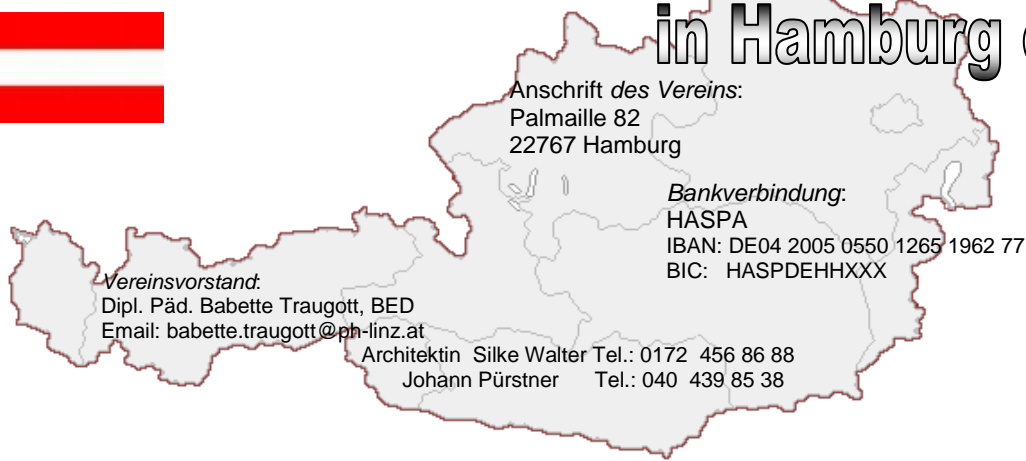 in Hamburg
Anschrift des Vereins:
Palmaille 82
22767 Hamburg
Bankverbindung:
HASPA
IBAN: DE04 2005 0550 1265 1962 77
BIC: HASPDEHHXXX
Vereinsvorstand:
Dipl. Päd. Babette Traugott, BED
Email: babette.traugott@ph-linz.at
Architektin Silke Walter Tel.: 0172 456 86 88
Johann Pürstner Tel.: 040 439 85 38